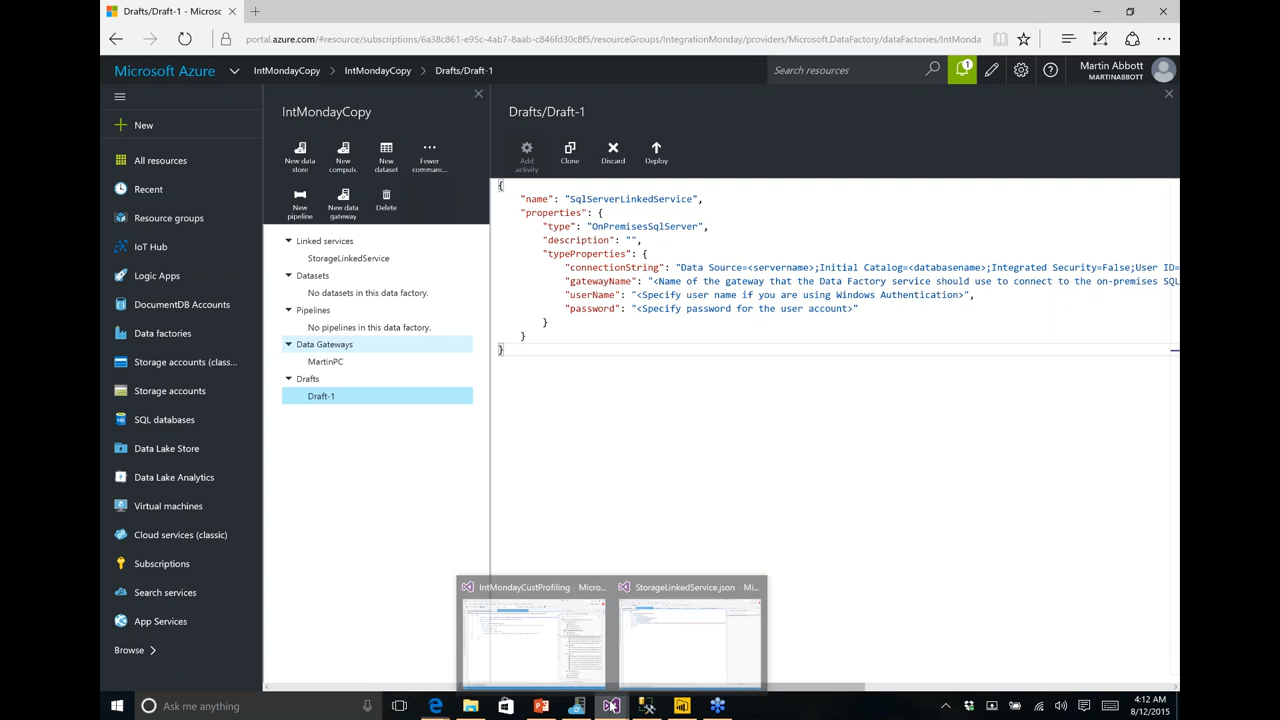 Drafts/Draft-1 - Microsoft
portal.azure.com/#resource/subscriptions/6a38c861-e95c-4ab7-8aab-c846fd30c8f5/resourceGroups/IntegrationMonday/providers/Microsoft.DataFactory/dataFactories/IntMonda
Microsoft Azure
IntMondayCopy
IntMondayCopy
Drafts/Draft-1
Search resources
1
Martin Abbott
MARTINABBOTT
New
All resources
Recent
Resource groups
IoT Hub
Logic Apps
DocumentDB Accounts
Data factories
Storage accounts (class...
Storage accounts
SQL databases
Data Lake Store
Data Lake Analytics
Virtual machines
Cloud services (classic)
Subscriptions
Search services
App Services
Browse
IntMondayCopy
New data store
New comput...
New dataset
Fewer comman...
New pipeline
New data gateway
Delete
Linked services
StorageLinkedService
Datasets
No datasets in this data factory.
Pipelines
No pipelines in this data factory.
Data Gateways
MartinPC
Drafts
Draft-1
Drafts/Draft-1
Add activity
Clone
Discard
Deploy
{
"name": "SqlServerLinkedService",
"properties": {
"type": "OnPremisesSqlServer",
"description": "",
"typeProperties": {
"connectionString": "Data Source=<servername>;Initial Catalog=<databasename>;Integrated Security=False;User ID=
"gatewayName": "<Name of the gateway that the Data Factory service should use to connect to the on-premises SQL
"userName": "<Specify user name if you are using Windows Authentication>",
"password": "<Specify password for the user account>"
}
}
}
IntMondayCustProfiling - Micro...
StorageLinkedService.json - Mi...
Ask me anything
4:12 AM
8/12/2015